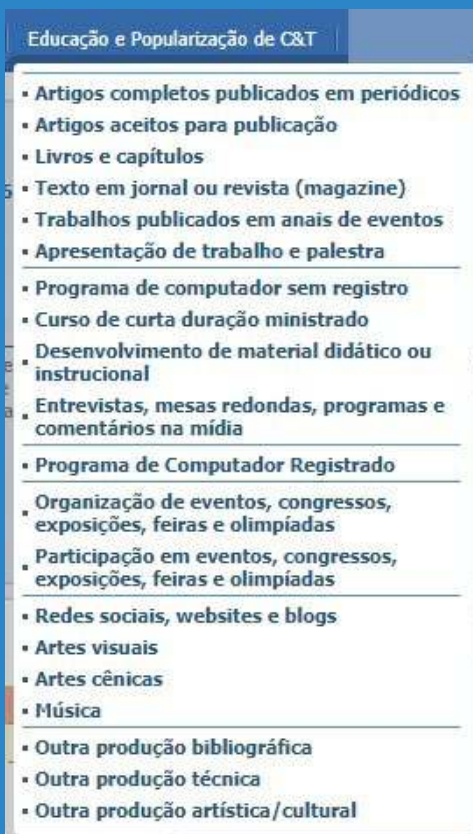 Educação e Popularização de C&T
▪ Artigos completos publicados em periódicos
▪ Artigos aceitos para publicação
▪ Livros e capítulos
▪ Texto em jornal ou revista (magazine)
▪ Trabalhos publicados em anais de eventos
▪ Apresentação de trabalho e palestra
▪ Programa de computador sem registro
▪ Curso de curta duração ministrado
▪ Desenvolvimento de material didático ou
instrucional
▪ Entrevistas, mesas redondas, programas e
comentários na mídia
▪ Programa de Computador Registrado
▪ Organização de eventos, congressos,
exposições, feiras e olimpíadas
▪ Participação em eventos, congressos,
exposições, feiras e olimpíadas
▪ Redes sociais, websites e blogs
▪ Artes visuais
▪ Artes cênicas
▪ Música
▪ Outra produção bibliográfica
▪ Outra produção técnica
▪ Outra produção artística/cultural